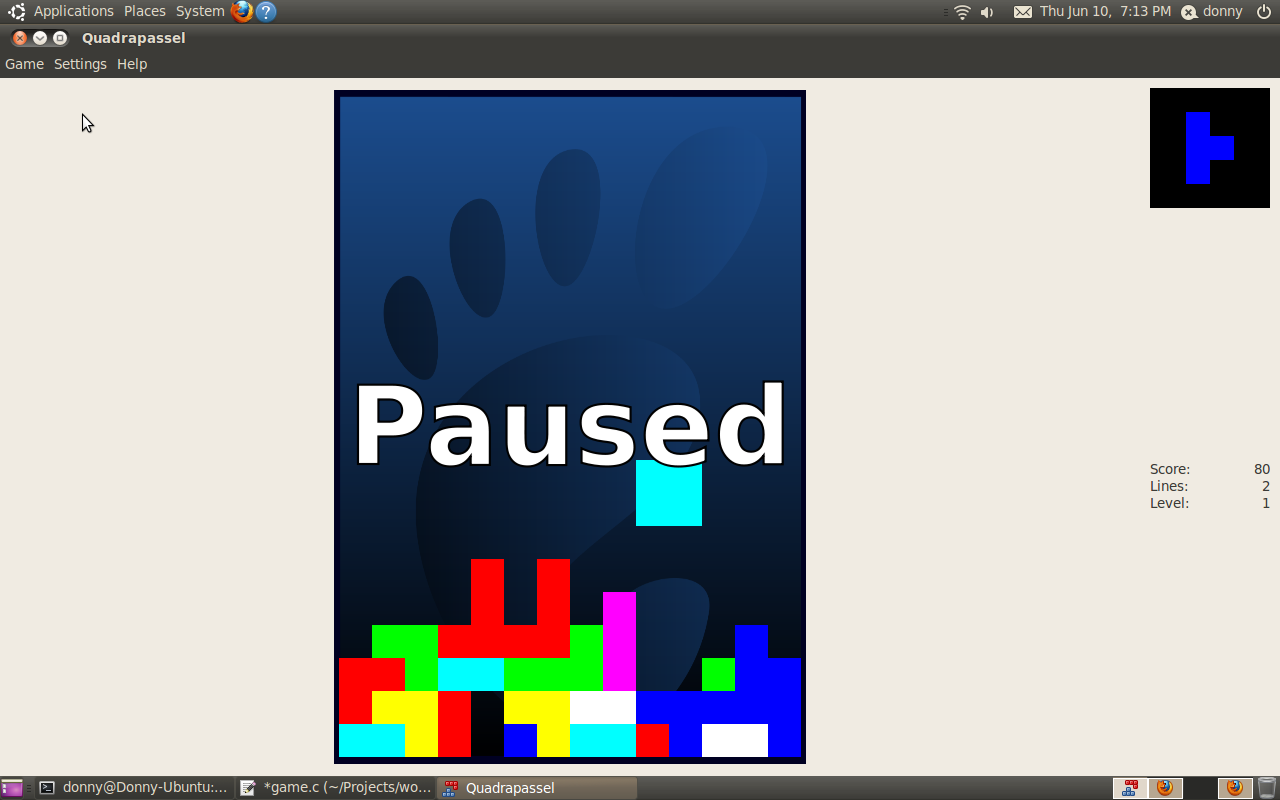 Applications Places System ? Thu Jun 10, 7:13 PM donny
Quadrapassel
Game Settings Help
Paused
Score: 80
Lines: 2
Level: 1
donny@Donny-Ubuntu:... *game.c (~/Projects/wo... Quadrapassel